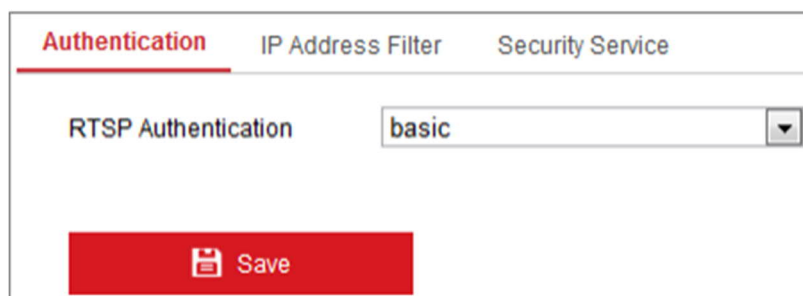 Authentication IP Address Filter Security Service
RTSP Authentication basic
Save